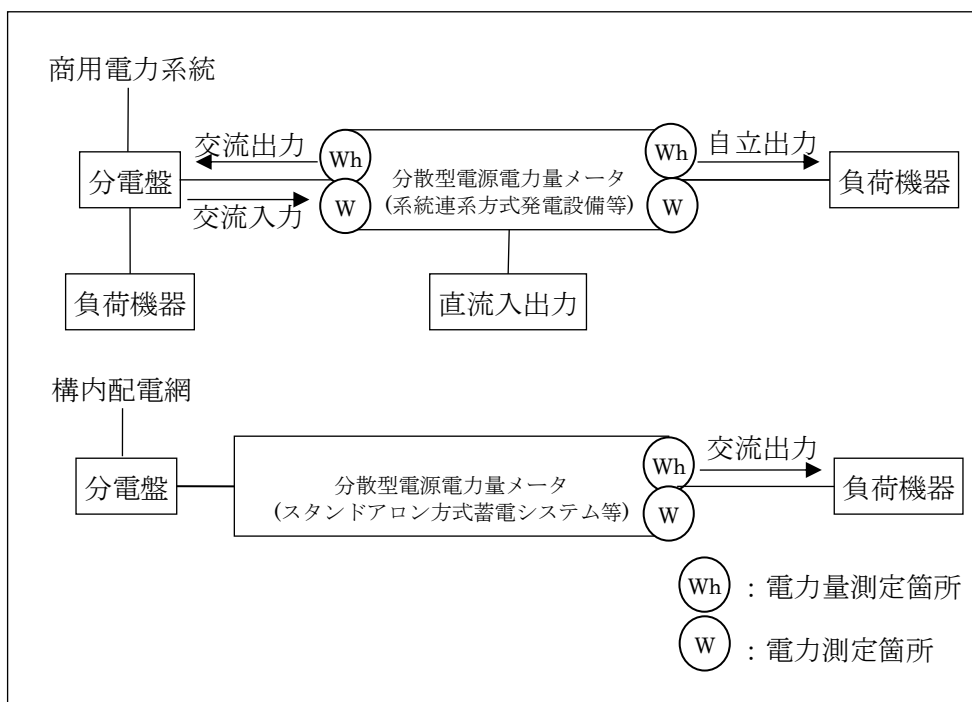 商用電力系統
交流出力
Wh
Wh
自立出力
分電盤
分散型電源電力量メータ
負荷機器
(系統連系方式発電設備等)
W
W
交流入力
負荷機器
直流入出力
構内配電網
Wh
交流出力
分電盤
分散型電源電力量メータ
負荷機器
(スタンドアロン方式蓄電システム等)
W
Wh:電力量測定箇所
W:電力測定箇所